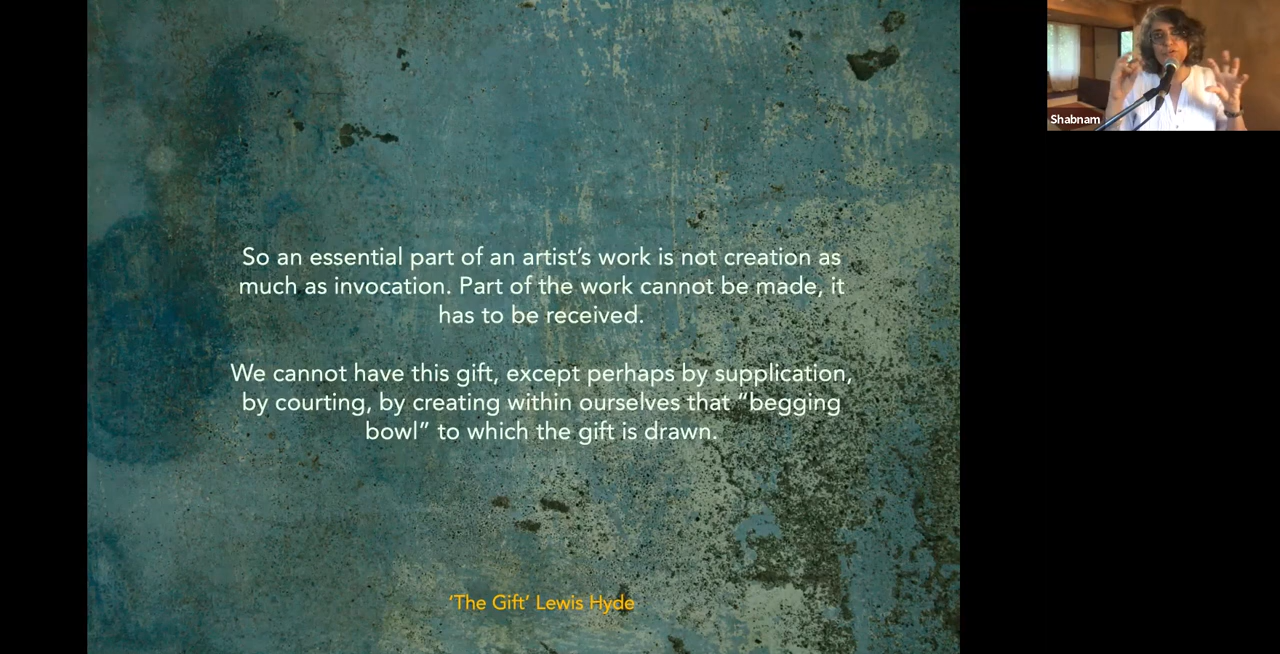 So an essential part of an artist’s work is not creation as
much as invocation. Part of the work cannot be made, it
has to be received.
We cannot have this gift, except perhaps by supplication,
by courting, by creating within ourselves that “begging
bowl” to which the gift is drawn.
‘The Gift’ Lewis Hyde
Shabnam